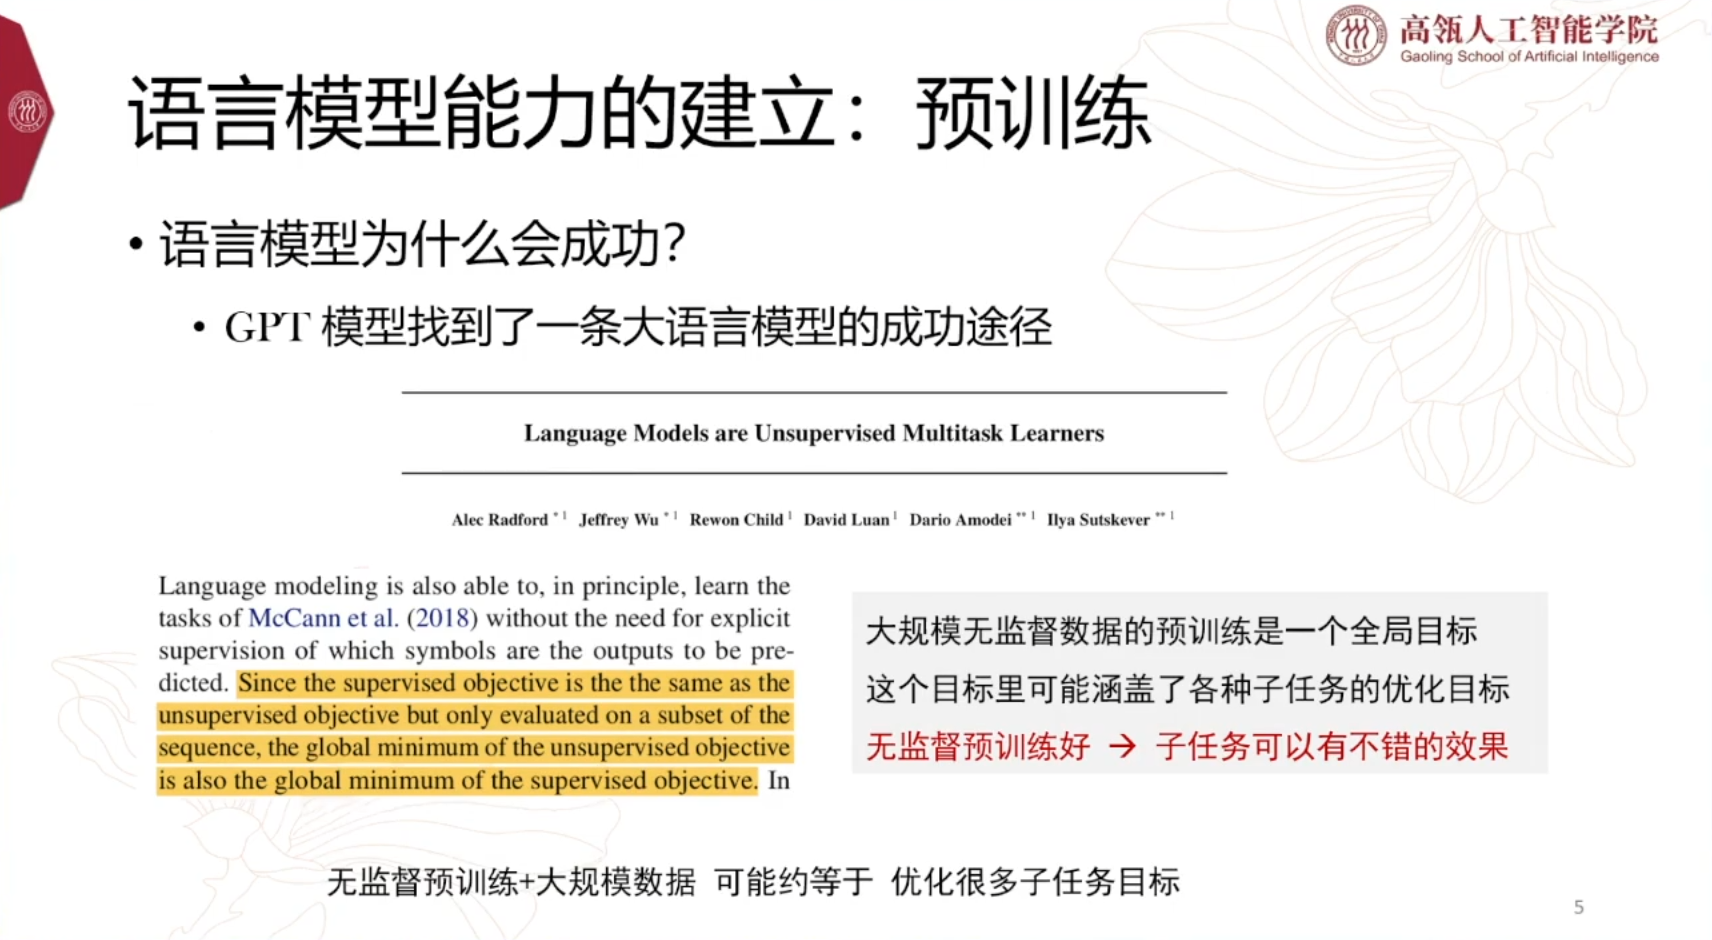 高瓴人工智能学院
Gaoling School of Artificial Intelligence
语言模型能力的建立：预训练
• 语言模型为什么会成功？
• GPT 模型找到了一条大语言模型的成功途径
Language Models are Unsupervised Multitask Learners
Alec Radford * 1 Jeffrey Wu * 1 Rewon Child 1 David Luan 1 Dario Amodei ** 1 Ilya Sutskever ** 1
Language modeling is also able to, in principle, learn the
tasks of McCann et al. (2018) without the need for explicit
supervision of which symbols are the outputs to be pre-
dicted. Since the supervised objective is the the same as the
unsupervised objective but only evaluated on a subset of the
sequence, the global minimum of the unsupervised objective
is also the global minimum of the supervised objective. In
大规模无监督数据的预训练是一个全局目标
这个目标里可能涵盖了各种子任务的优化目标
无监督预训练好 → 子任务可以有不错的效果
无监督预训练+大规模数据 可能约等于 优化很多子任务目标
5